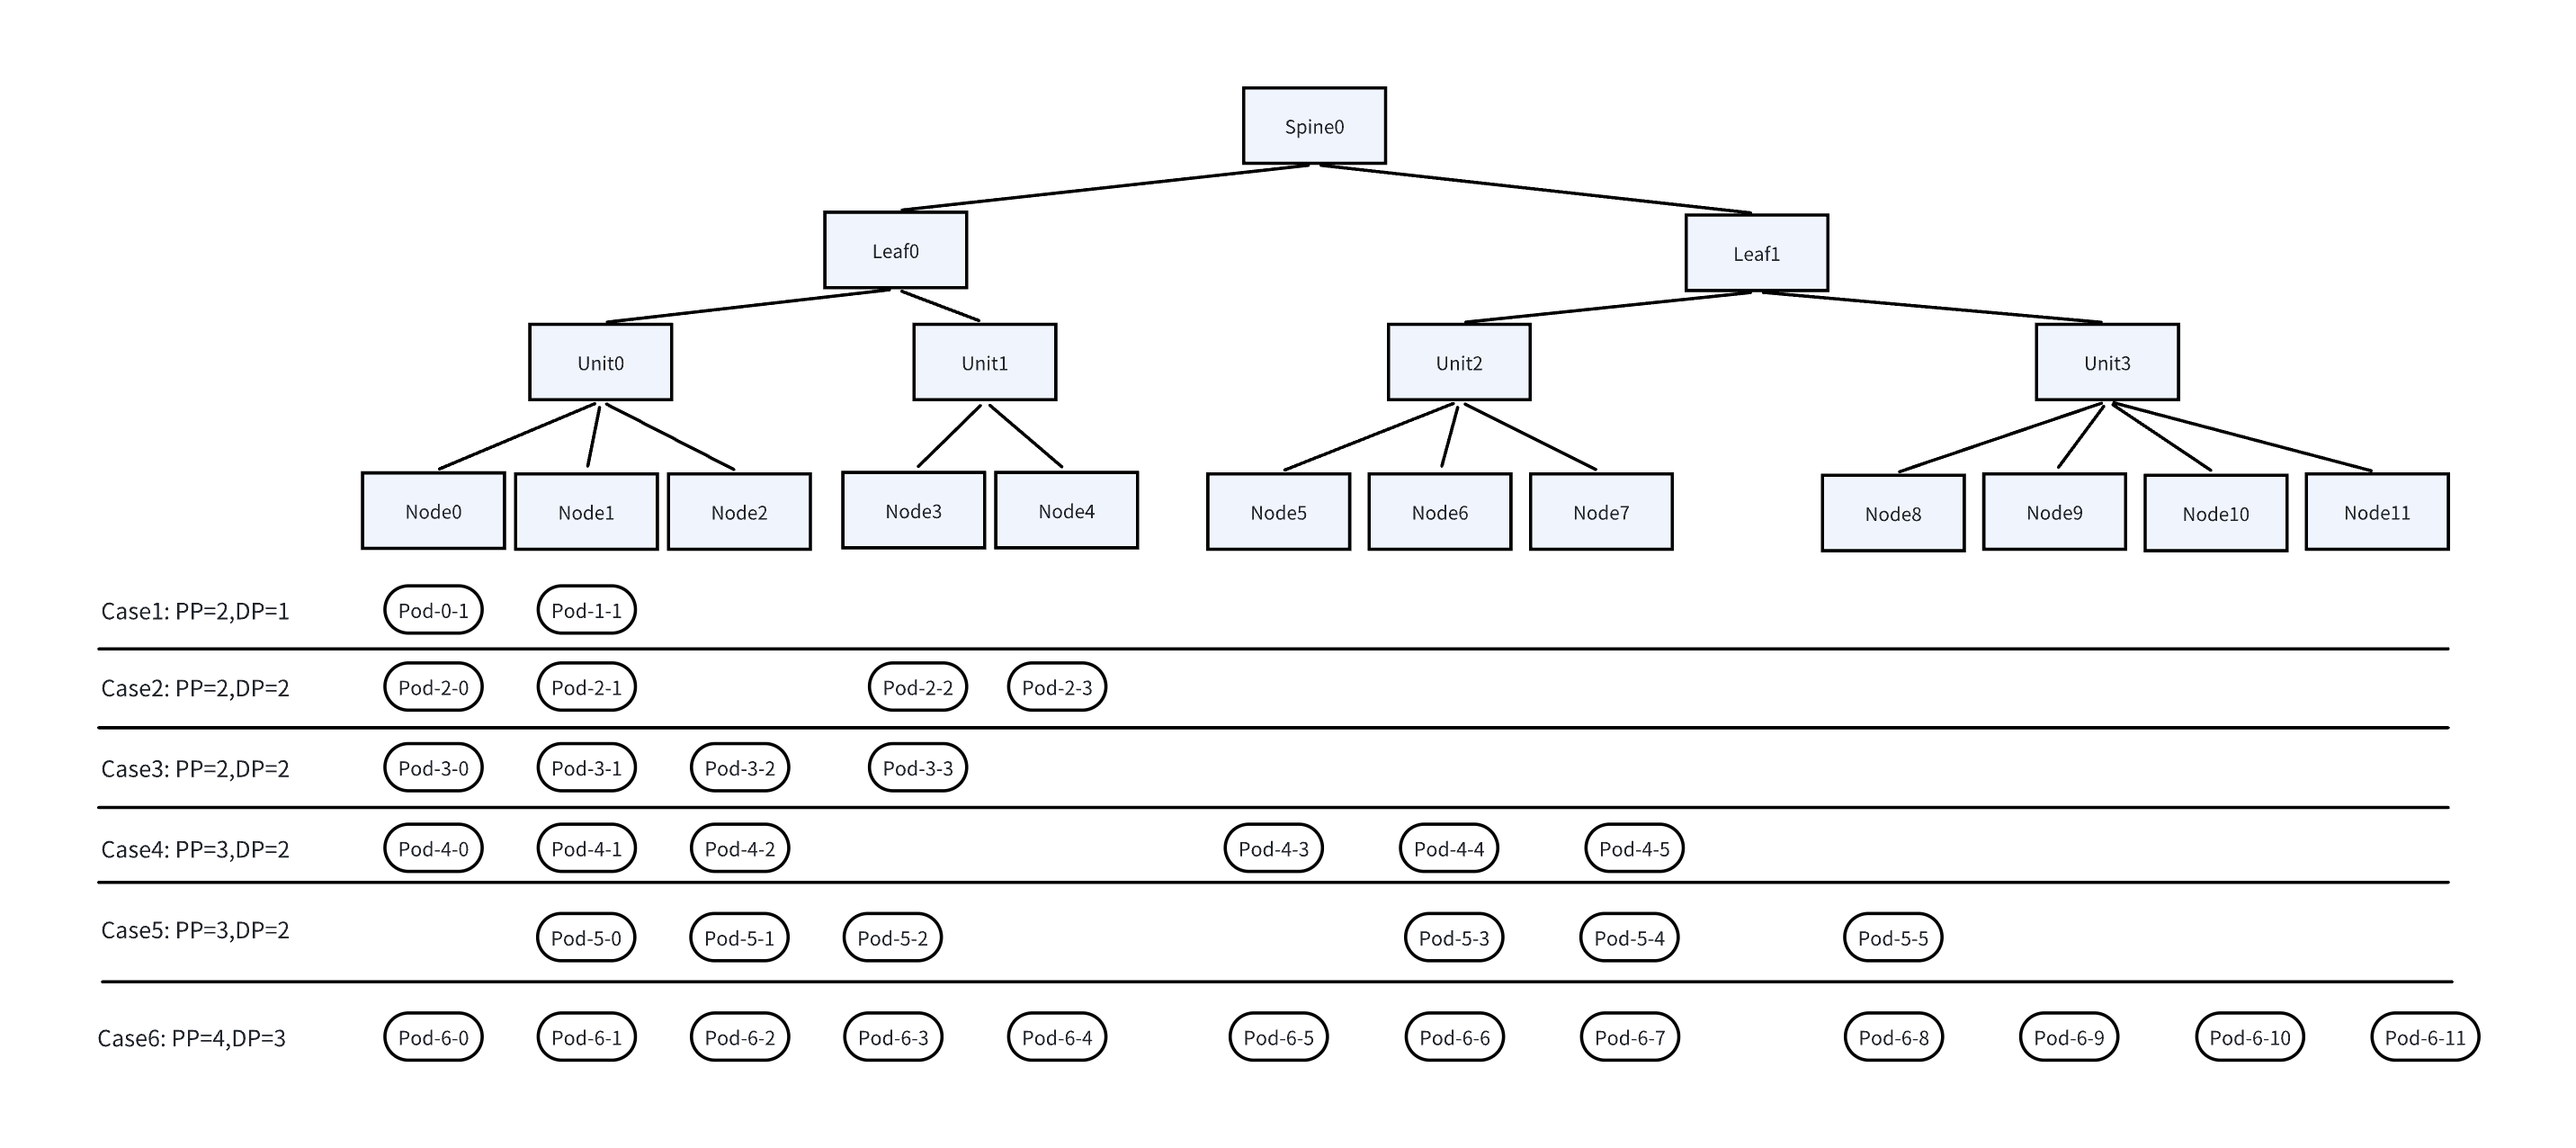 Spine0
Leaf0 Leaf1
Unit0 Unit1 Unit2 Unit3
Node0 Node1 Node2 Node3 Node4 Node5 Node6 Node7 Node8 Node9 Node10 Node11
Case1: PP=2,DP=1 Pod-0-1 Pod-1-1
Case2: PP=2,DP=2 Pod-2-0 Pod-2-1 Pod-2-2 Pod-2-3
Case3: PP=2,DP=2 Pod-3-0 Pod-3-1 Pod-3-2 Pod-3-3
Case4: PP=3,DP=2 Pod-4-0 Pod-4-1 Pod-4-2 Pod-4-3 Pod-4-4 Pod-4-5
Case5: PP=3,DP=2 Pod-5-0 Pod-5-1 Pod-5-2 Pod-5-3 Pod-5-4 Pod-5-5
Case6: PP=4,DP=3 Pod-6-0 Pod-6-1 Pod-6-2 Pod-6-3 Pod-6-4 Pod-6-5 Pod-6-6 Pod-6-7 Pod-6-8 Pod-6-9 Pod-6-10 Pod-6-11